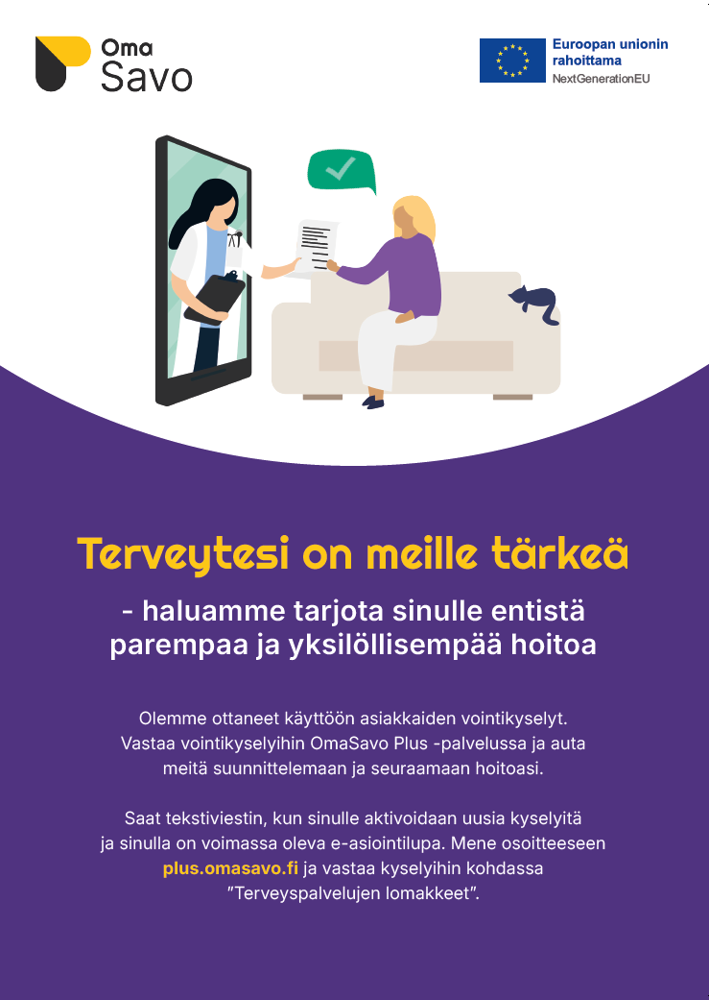 Oma
Savo
Euroopan unionin
rahoittama
NextGenerationEU
Terveytesi on meille tärkeä
- haluamme tarjota sinulle entistä
parempaa ja yksilöllisempää hoitoa
Olemme ottaneet käyttöön asiakkaiden vointikyselyt.
Vastaa vointikyselyihin OmaSavo Plus -palvelussa ja auta
meitä suunnittelemaan ja seuraamaan hoitoasi.
Saat tekstiviestin, kun sinulle aktivoidaan uusia kyselyitä
ja sinulla on voimassa oleva e-asiointilupa. Mene osoitteeseen
plus.omasavo.fi ja vastaa kyselyihin kohdassa
”Terveyspalvelujen lomakkeet”.